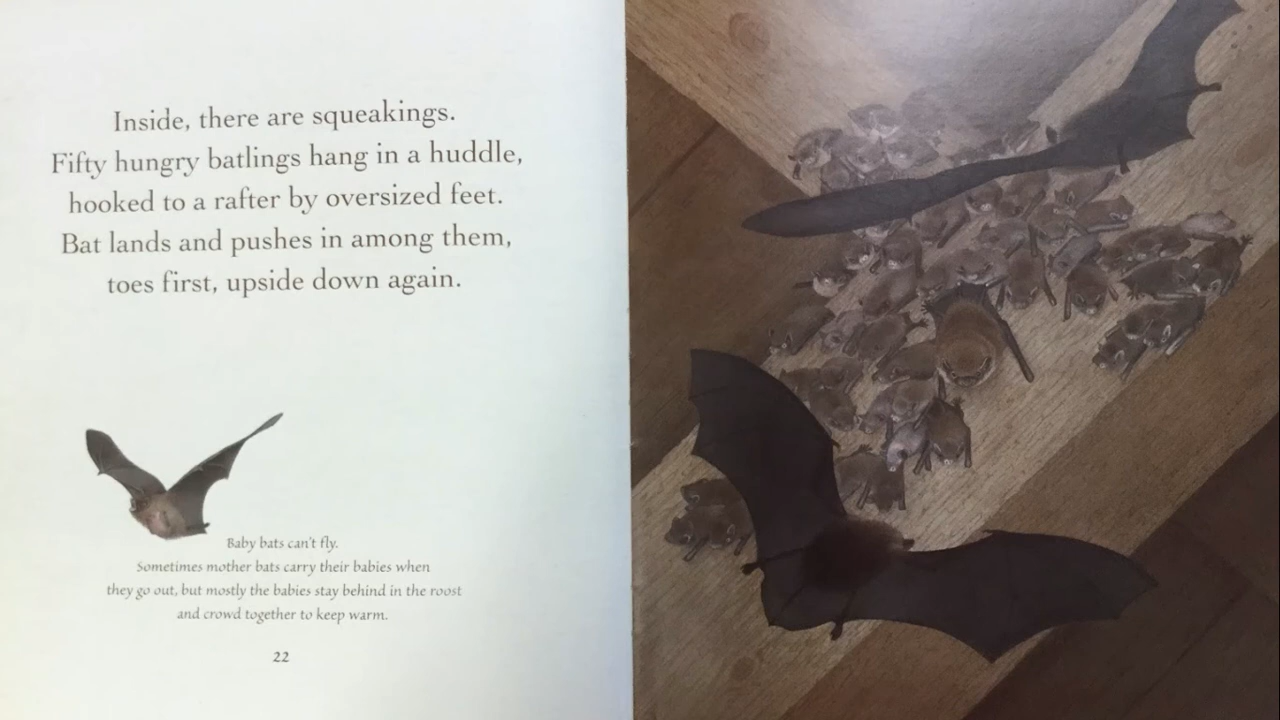 Inside, there are squeakings.
Fifty hungry batlings hang in a huddle,
hooked to a rafter by oversized feet.
Bat lands and pushes in among them,
toes first, upside down again.
Baby bats can't fly.
Sometimes mother bats carry their babies when
they go out, but mostly the babies stay behind in the roost
and crowd together to keep warm.
22